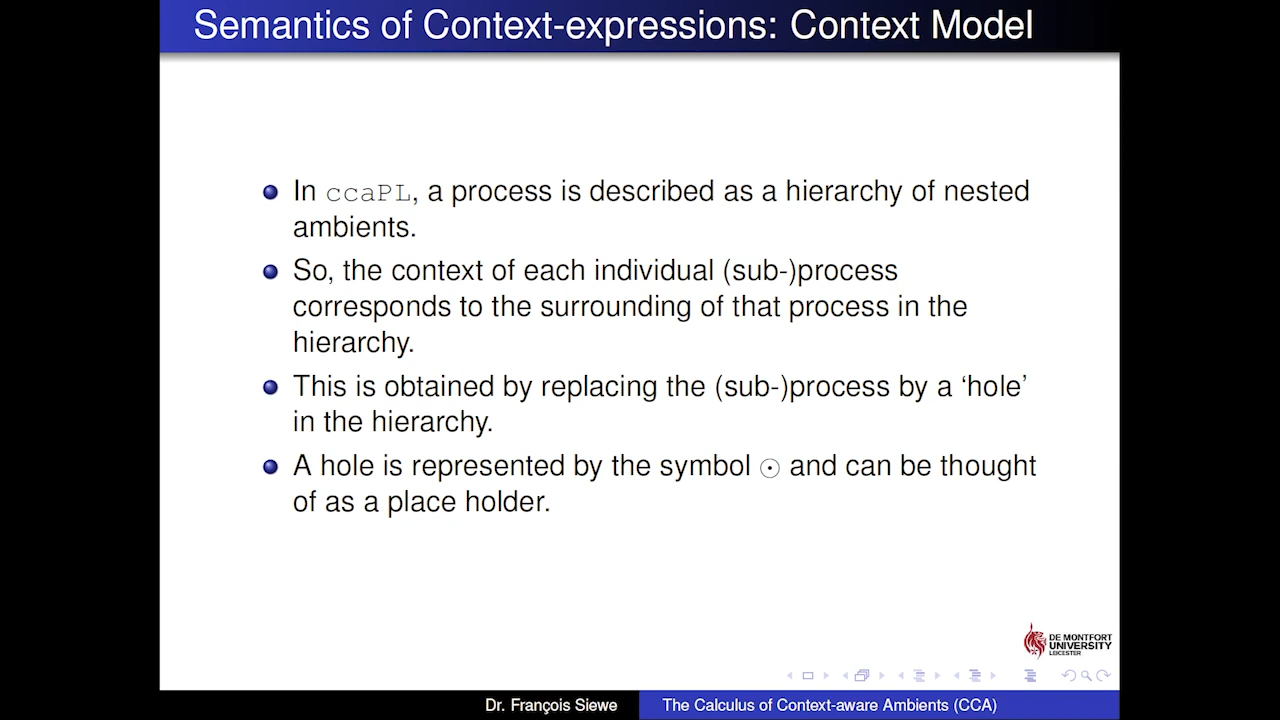 Semantics of Context-expressions: Context Model
In ccaPL, a process is described as a hierarchy of nested
ambients.
So, the context of each individual (sub-)process
corresponds to the surrounding of that process in the
hierarchy.
This is obtained by replacing the (sub-)process by a ‘hole’
in the hierarchy.
A hole is represented by the symbol ⊙ and can be thought
of as a place holder.
DE MONTFORT
UNIVERSITY
LEICESTER
Dr. François Siewe
The Calculus of Context-aware Ambients (CCA)